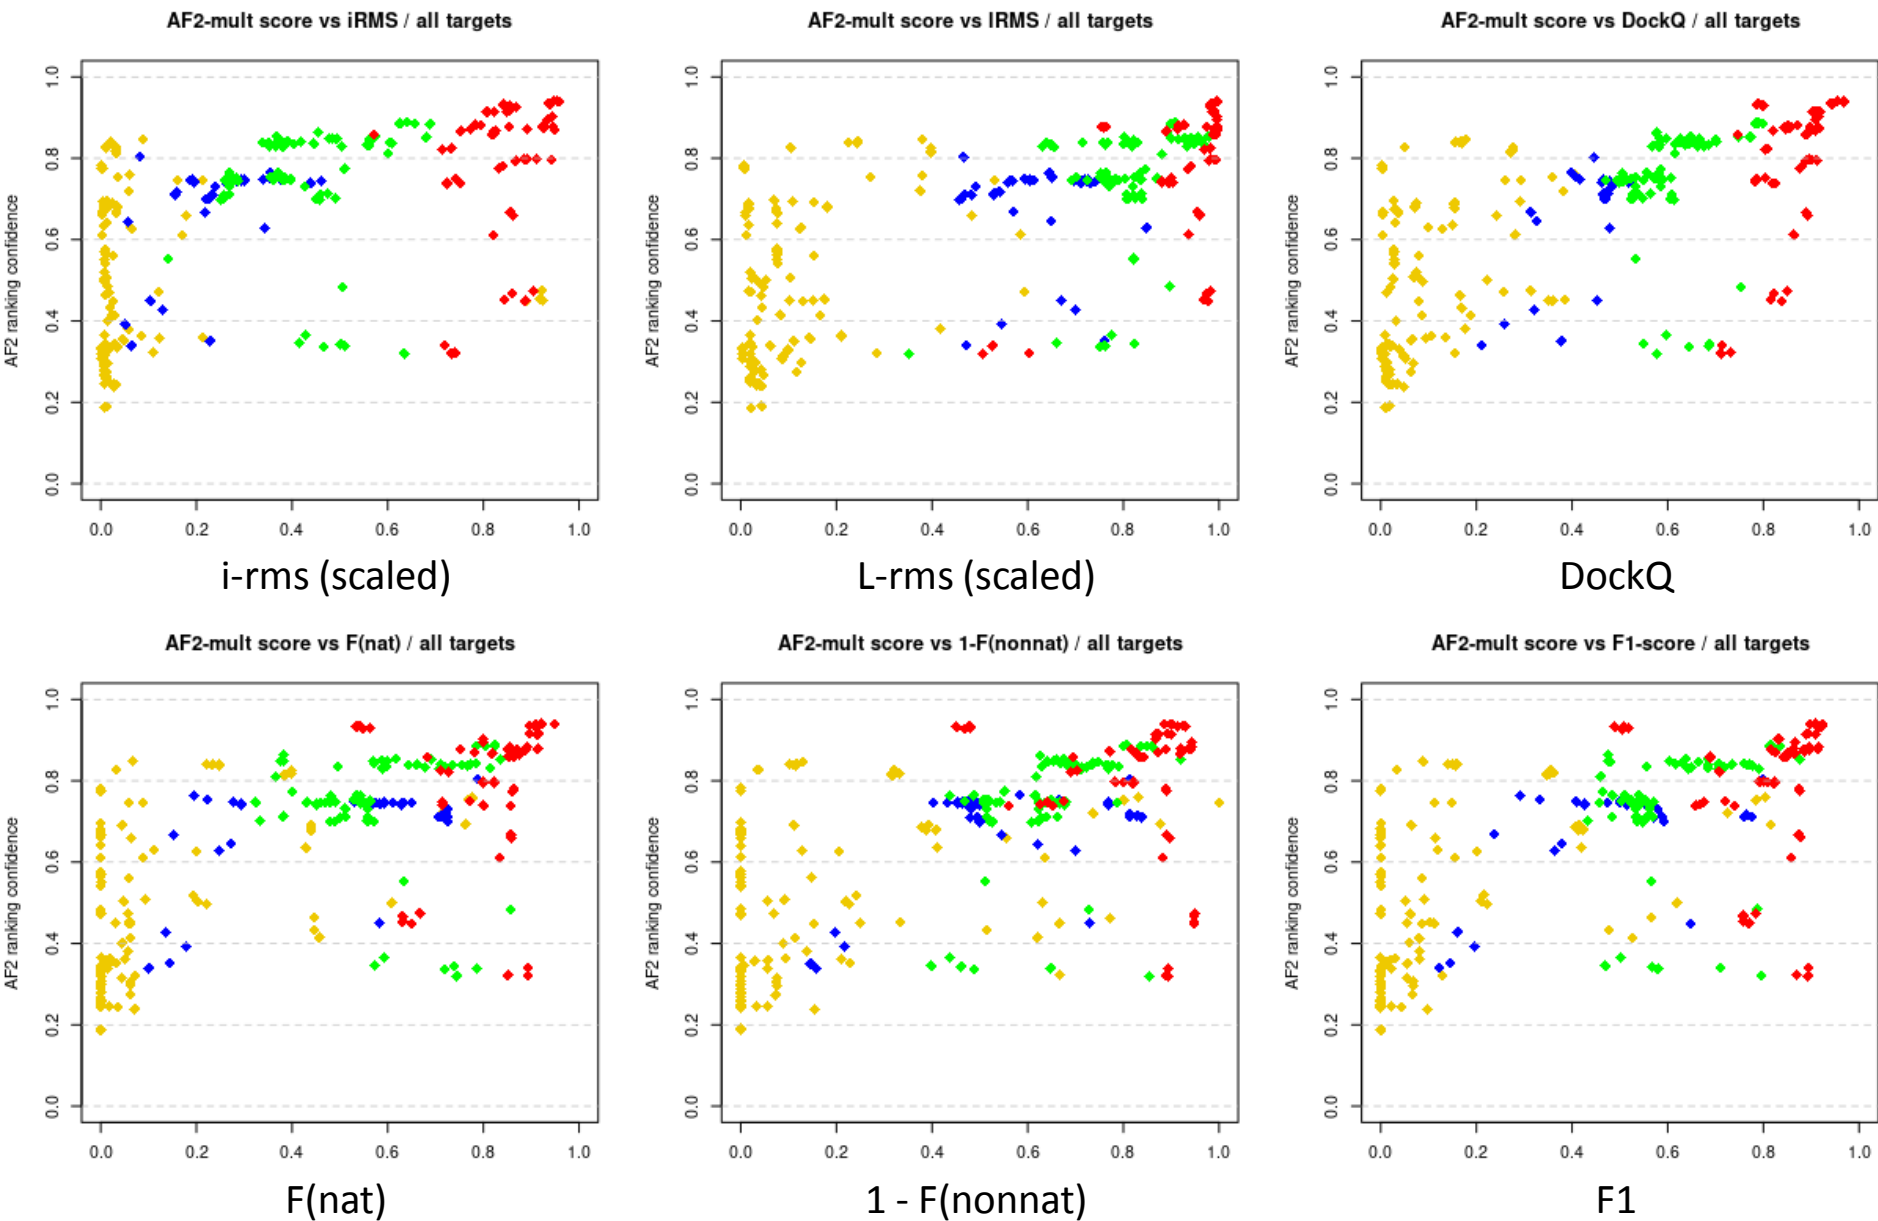 AF2-mult score vs iRMS / all targets
AF2 ranking confidence
1.0
0.8
0.6
0.4
0.2
0.0
0.0 0.2 0.4 0.6 0.8 1.0
i-rms (scaled)
AF2-mult score vs lRMS / all targets
AF2 ranking confidence
1.0
0.8
0.6
0.4
0.2
0.0
0.0 0.2 0.4 0.6 0.8 1.0
L-rms (scaled)
AF2-mult score vs DockQ / all targets
AF2 ranking confidence
1.0
0.8
0.6
0.4
0.2
0.0
0.0 0.2 0.4 0.6 0.8 1.0
DockQ
AF2-mult score vs F(nat) / all targets
AF2 ranking confidence
1.0
0.8
0.6
0.4
0.2
0.0
0.0 0.2 0.4 0.6 0.8 1.0
F(nat)
AF2-mult score vs 1-F(nonnat) / all targets
AF2 ranking confidence
1.0
0.8
0.6
0.4
0.2
0.0
0.0 0.2 0.4 0.6 0.8 1.0
1 - F(nonnat)
AF2-mult score vs F1-score / all targets
AF2 ranking confidence
1.0
0.8
0.6
0.4
0.2
0.0
0.0 0.2 0.4 0.6 0.8 1.0
F1